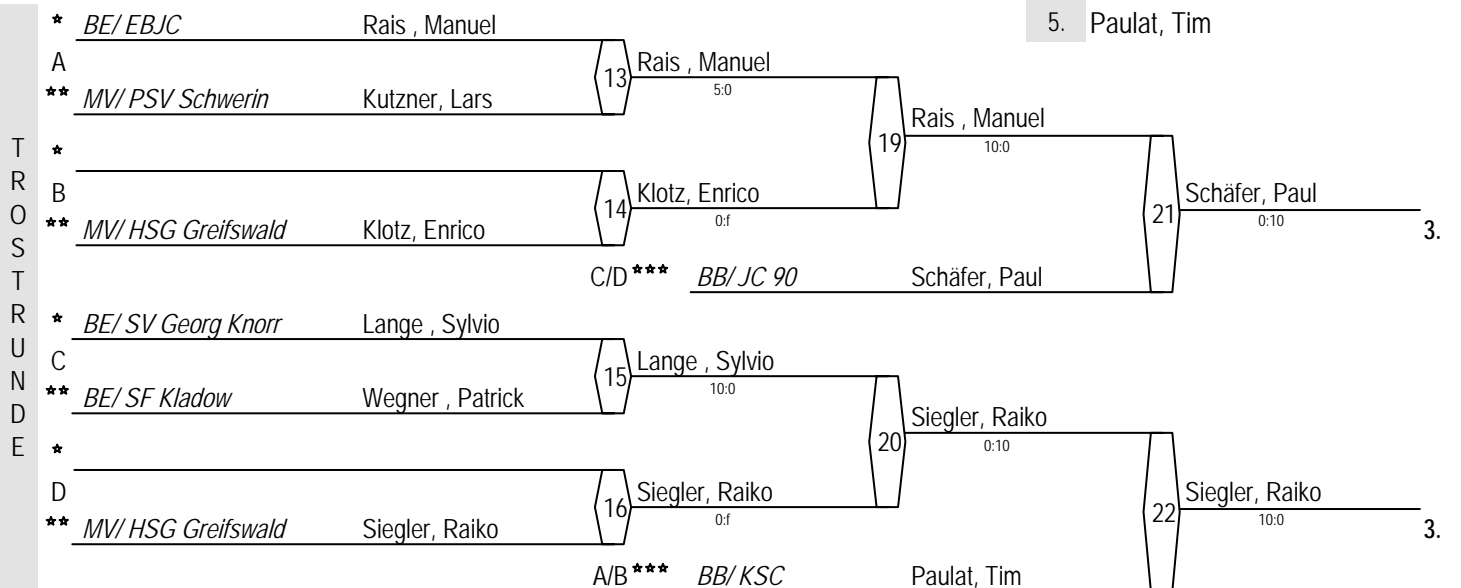 * BE/ EBJC Rais , Manuel
5. Paulat, Tim
A
13 Rais , Manuel
5:0
** MV/ PSV Schwerin Kutzner, Lars
19 Rais , Manuel
10:0
*
B
14 Klotz, Enrico
0:f
** MV/ HSG Greifswald Klotz, Enrico
21 Schäfer, Paul
0:10
3.
C/D *** BB/ JC 90 Schäfer, Paul
TROSTRUNDE
* BE/ SV Georg Knorr Lange , Sylvio
C
15 Lange , Sylvio
10:0
** BE/ SF Kladow Wegner , Patrick
20 Siegler, Raiko
0:10
*
D
16 Siegler, Raiko
0:f
** MV/ HSG Greifswald Siegler, Raiko
22 Siegler, Raiko
10:0
3.
A/B *** BB/ KSC Paulat, Tim